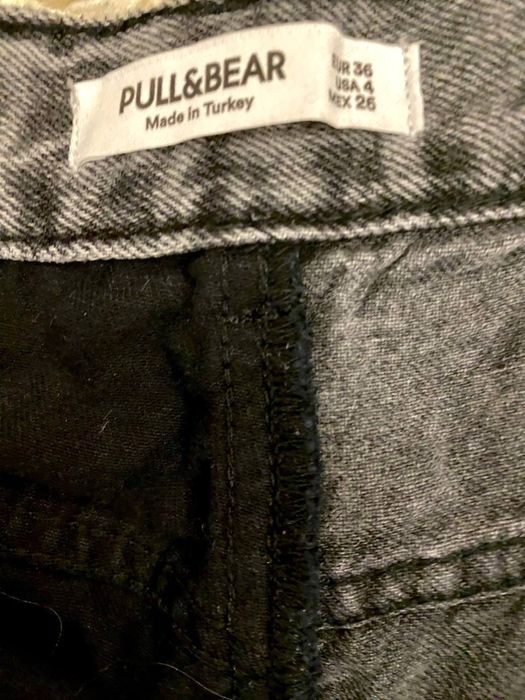 PULL&BEAR
Made in Turkey
EUR 36
USA 4
MEX 26